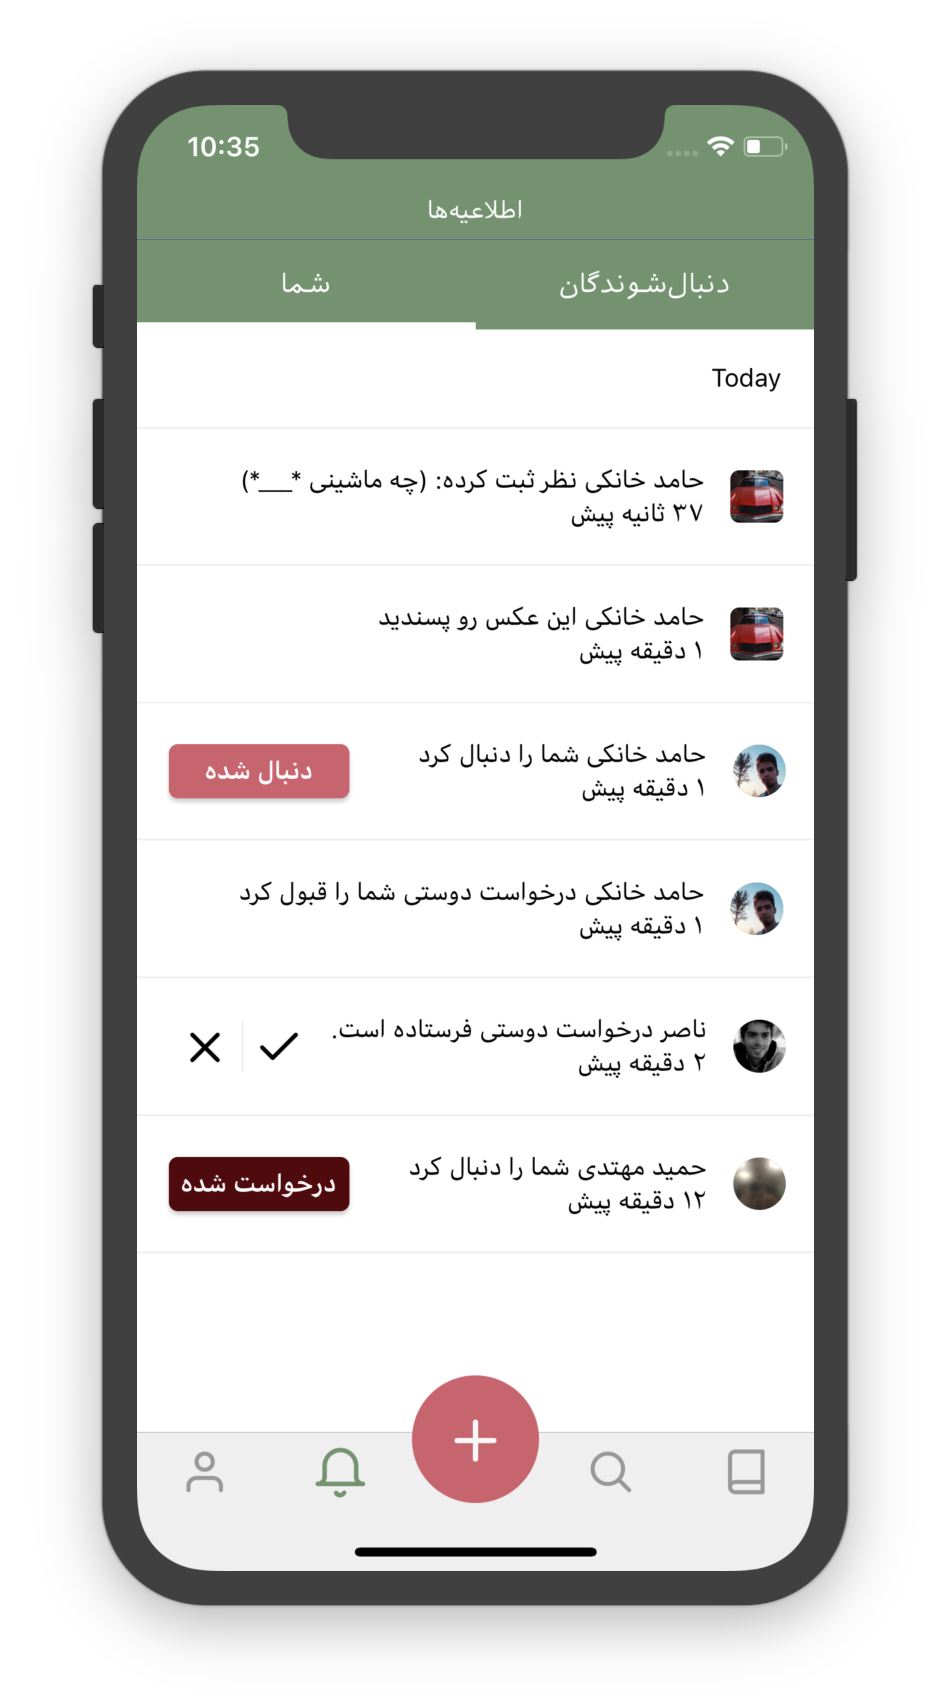 10:35
اطلاعیه‌ها
دنبال‌شوندگان
شما
Today
حامد خانکی نظر ثبت کرده: (چه ماشینی *___*)
۳۷ ثانیه پیش
حامد خانکی این عکس رو پسندید
۱ دقیقه پیش
حامد خانکی شما را دنبال کرد
۱ دقیقه پیش
دنبال شده
حامد خانکی درخواست دوستی شما را قبول کرد
۱ دقیقه پیش
ناصر درخواست دوستی فرستاده است.
۲ دقیقه پیش
حمید مهتدی شما را دنبال کرد
۱۲ دقیقه پیش
درخواست شده